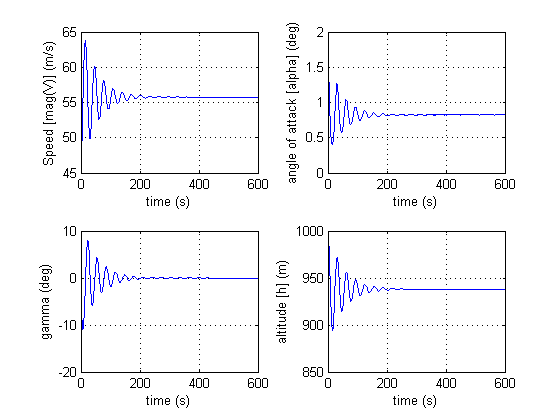 Speed [mag(V)] (m/s)
65
60
55
50
45
0 200 400 600
time (s)
angle of attack [alpha] (deg)
2
1.5
1
0.5
0
0 200 400 600
time (s)
gamma (deg)
10
0
-10
-20
0 200 400 600
time (s)
altitude [h] (m)
1000
950
900
850
0 200 400 600
time (s)